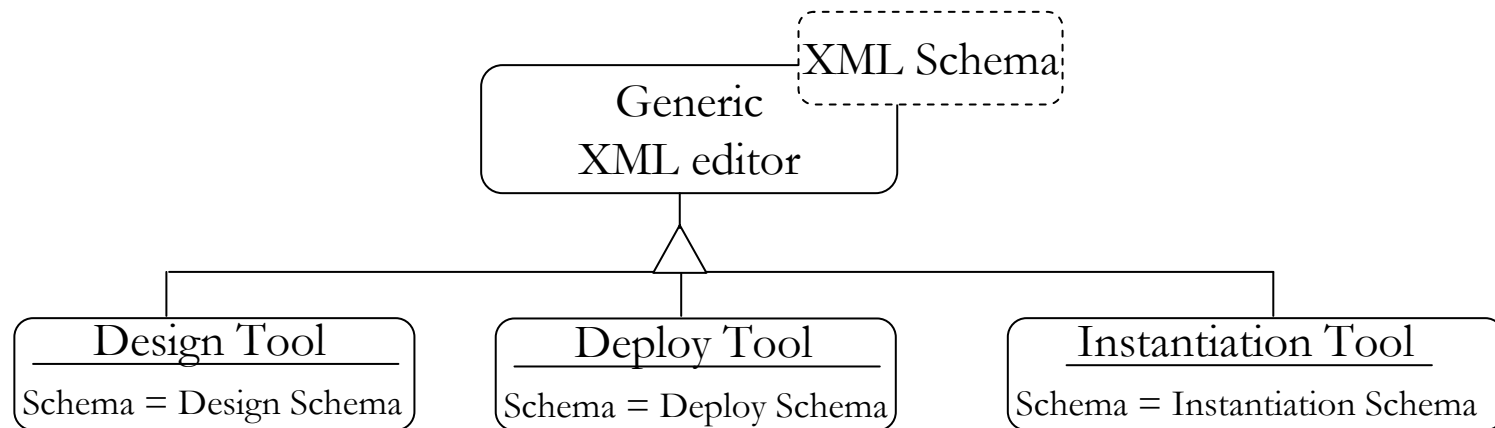 XML Schema
Generic
XML editor
Design Tool
Schema = Design Schema
Deploy Tool
Schema = Deploy Schema
Instantiation Tool
Schema = Instantiation Schema